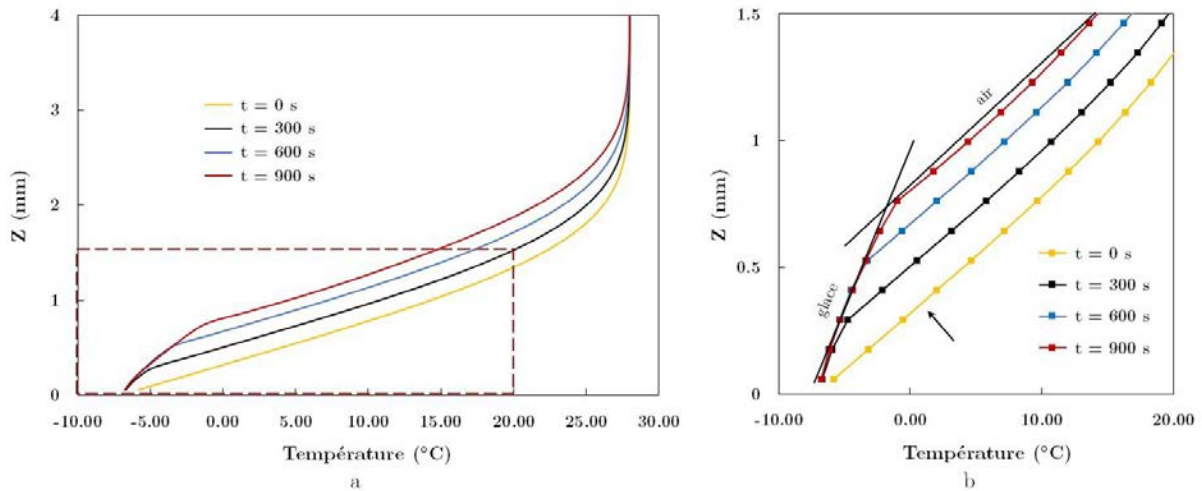 4
3
2
1
0
Z (mm)
t = 0 s
t = 300 s
t = 600 s
t = 900 s
-10.00 -5.00 0.00 5.00 10.00 15.00 20.00 25.00 30.00
Température (°C)
a
1.5
1
0.5
0
Z (mm)
air
glace
t = 0 s
t = 300 s
t = 600 s
t = 900 s
-10.00 0.00 10.00 20.00
Température (°C)
b